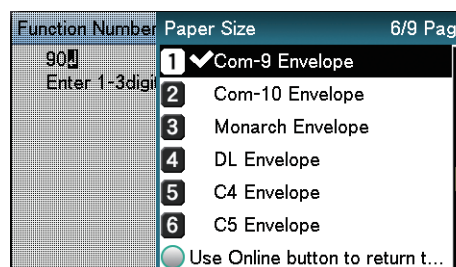 Function Number
90
Enter 1-3digi
Paper Size 6/9 Pag
1 Com-9 Envelope
2 Com-10 Envelope
3 Monarch Envelope
4 DL Envelope
5 C4 Envelope
6 C5 Envelope
Use Online button to return t...